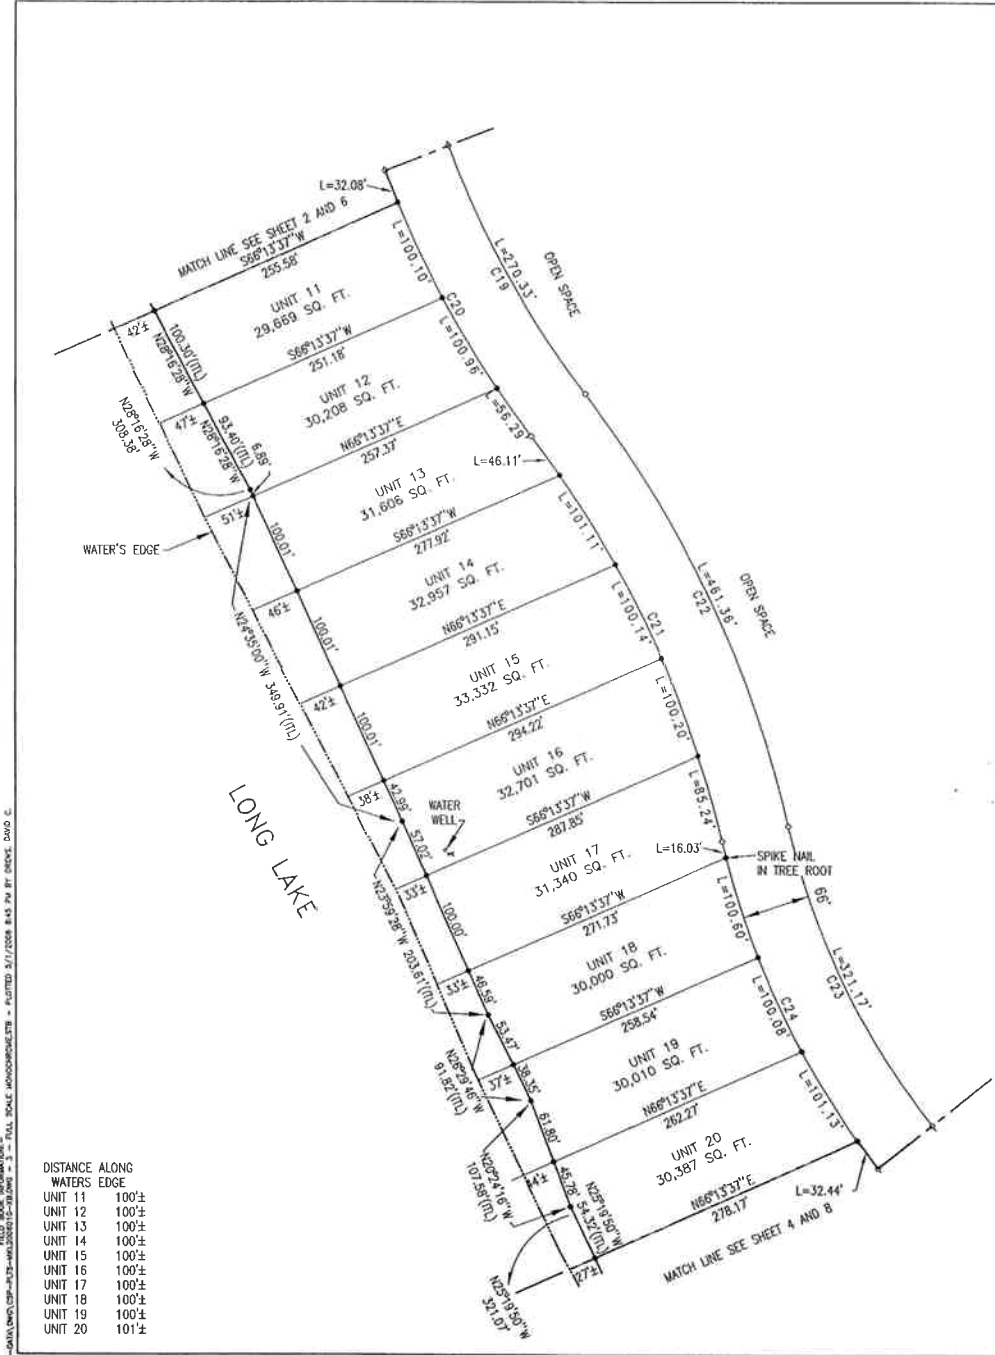 L=32.08'
MATCH LINE SEE SHEET 2 AND 6
S66°13'37"W
255.58'
UNIT 11
29,669 SQ. FT.
L=100.10'
C20
L=270.33'
C19
OPEN SPACE
42'±
100.30'(TL)
N28°16'28"W
S66°13'37"W
251.18'
UNIT 12
30,208 SQ. FT.
L=100.96'
N28°16'28"W
308.38'
47'±
93.40'(TL)
N28°16'28"W
6.89'
N66°13'37"E
257.37'
L=56.29'
L=46.11'
UNIT 13
31,606 SQ. FT.
51'±
WATER'S EDGE
100.01'
S66°13'37"W
277.92'
L=101.11'
UNIT 14
32,957 SQ. FT.
46'±
N24°35'00"W 349.91'(TL)
100.01'
N66°13'37"E
291.15'
L=100.14'
C21
L=461.36'
C22
OPEN SPACE
UNIT 15
33,332 SQ. FT.
42'±
100.01'
N66°13'37"E
294.22'
L=100.20'
UNIT 16
32,701 SQ. FT.
38'±
42.99'
57.02'
WATER
WELL
S66°13'37"W
287.85'
L=85.24'
L=16.03'
SPIKE NAIL
IN TREE ROOT
LONG LAKE
UNIT 17
31,340 SQ. FT.
33'±
N23°59'28"W 203.61'(TL)
100.00'
S66°13'37"W
271.73'
L=100.60'
66'
UNIT 18
30,000 SQ. FT.
33'±
46.59'
53.47'
S66°13'37"W
258.54'
L=100.08'
C24
L=321.17'
C23
N26°29'46"W
91.82'(TL)
37'±
38.35'
61.80'
UNIT 19
30,010 SQ. FT.
N66°13'37"E
262.27'
L=101.13'
N20°24'16"W
107.58'(TL)
45.78'
54.32'(TL)
N25°19'50"W
UNIT 20
30,387 SQ. FT.
N66°13'37"E
278.17'
L=32.44'
MATCH LINE SEE SHEET 4 AND 8
27'±
N25°19'50"W
321.07'
DISTANCE ALONG
WATERS EDGE
UNIT 11 100'±
UNIT 12 100'±
UNIT 13 100'±
UNIT 14 100'±
UNIT 15 100'±
UNIT 16 100'±
UNIT 17 100'±
UNIT 18 100'±
UNIT 19 100'±
UNIT 20 101'±